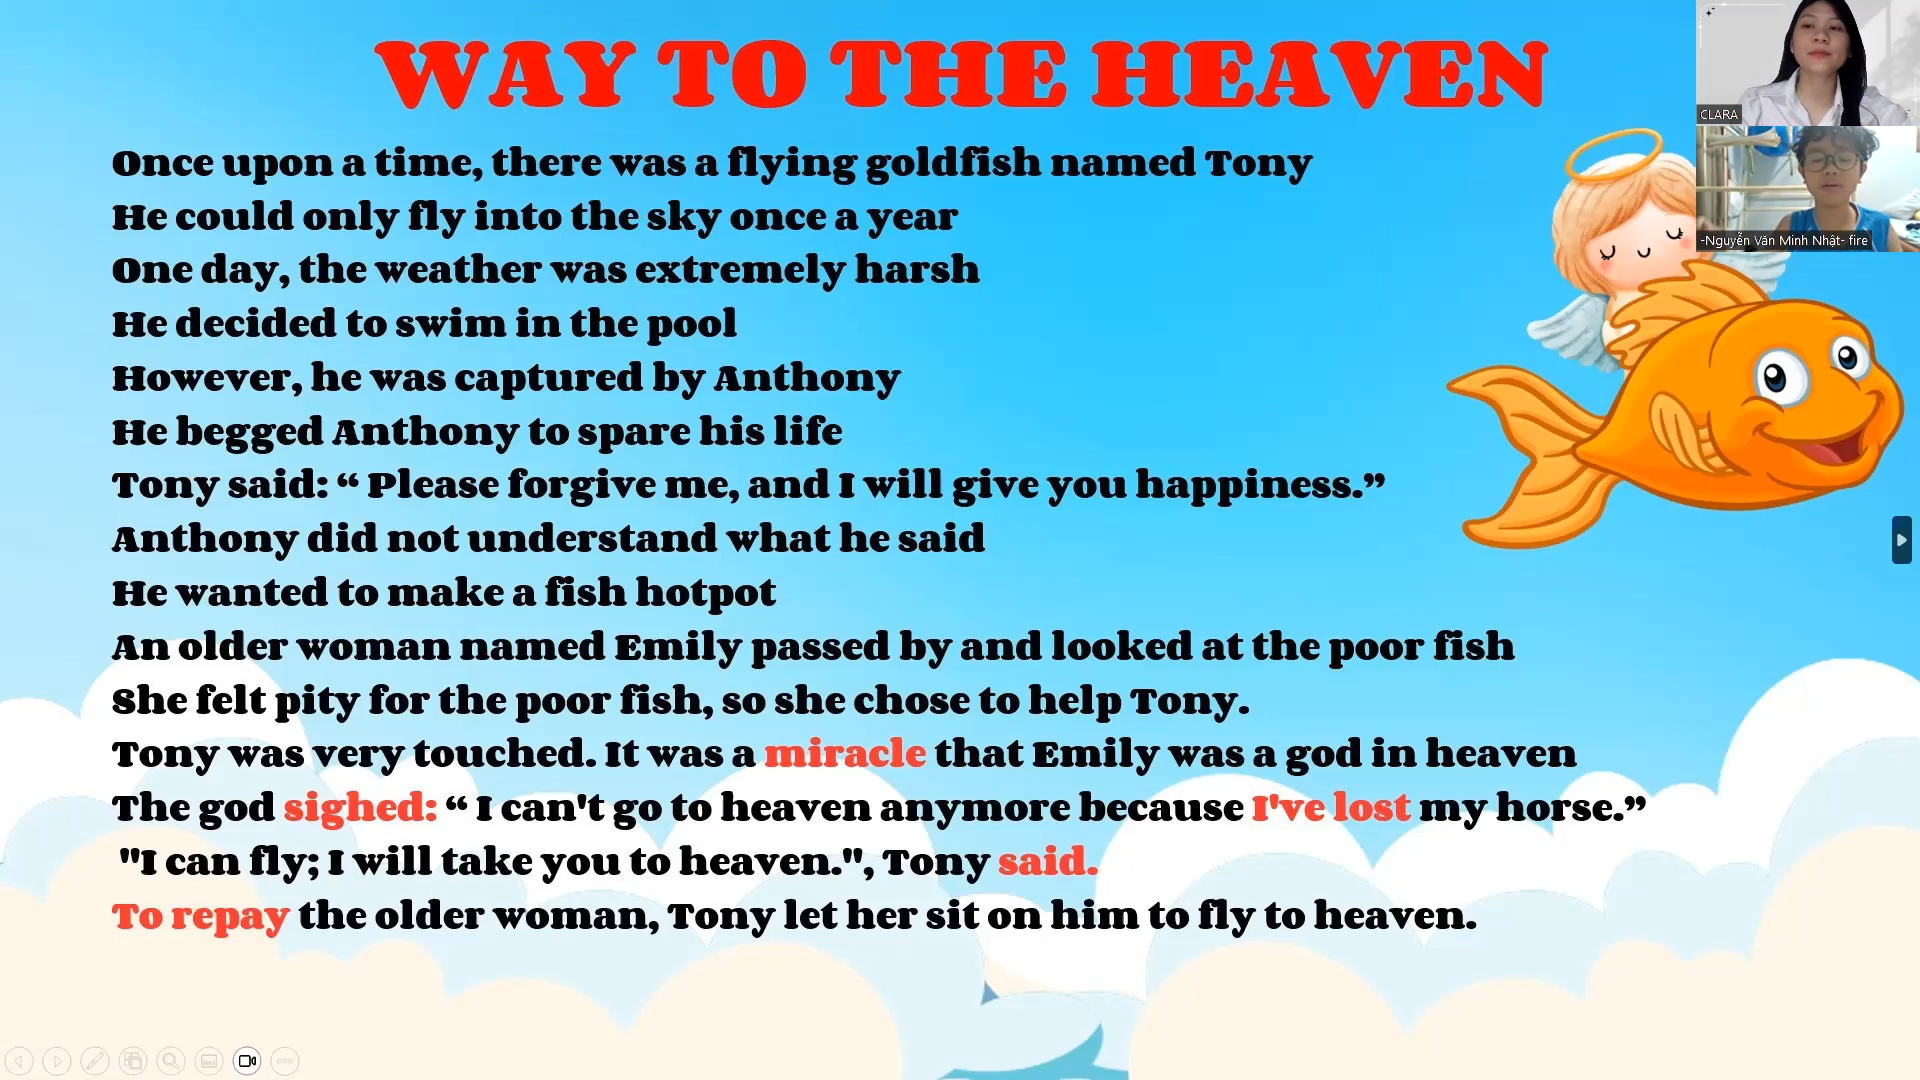 WAY TO THE HEAVEN
CLARA
-Nguyễn Văn Minh Nhật- fire
Once upon a time, there was a flying goldfish named Tony
He could only fly into the sky once a year
One day, the weather was extremely harsh
He decided to swim in the pool
However, he was captured by Anthony
He begged Anthony to spare his life
Tony said: “ Please forgive me, and I will give you happiness.”
Anthony did not understand what he said
He wanted to make a fish hotpot
An older woman named Emily passed by and looked at the poor fish
She felt pity for the poor fish, so she chose to help Tony.
Tony was very touched. It was a miracle that Emily was a god in heaven
The god sighed: “ I can't go to heaven anymore because I've lost my horse.”
"I can fly; I will take you to heaven.", Tony said.
To repay the older woman, Tony let her sit on him to fly to heaven.